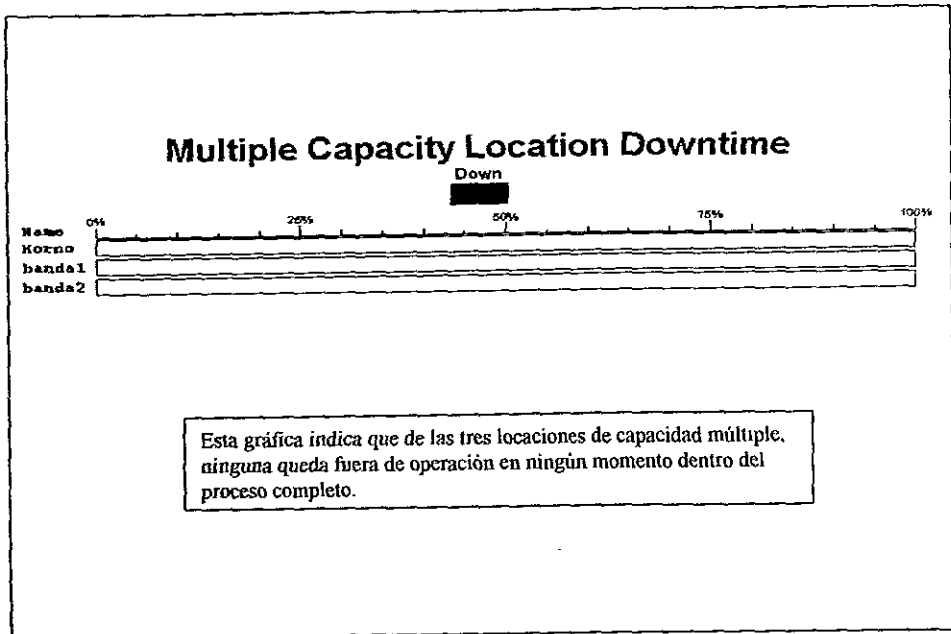 Multiple Capacity Location Downtime
Down
0% 25% 50% 75% 100%
Name
Korno
banda1
banda2
Esta gráfica indica que de las tres locaciones de capacidad múltiple,
ninguna queda fuera de operación en ningún momento dentro del
proceso completo.